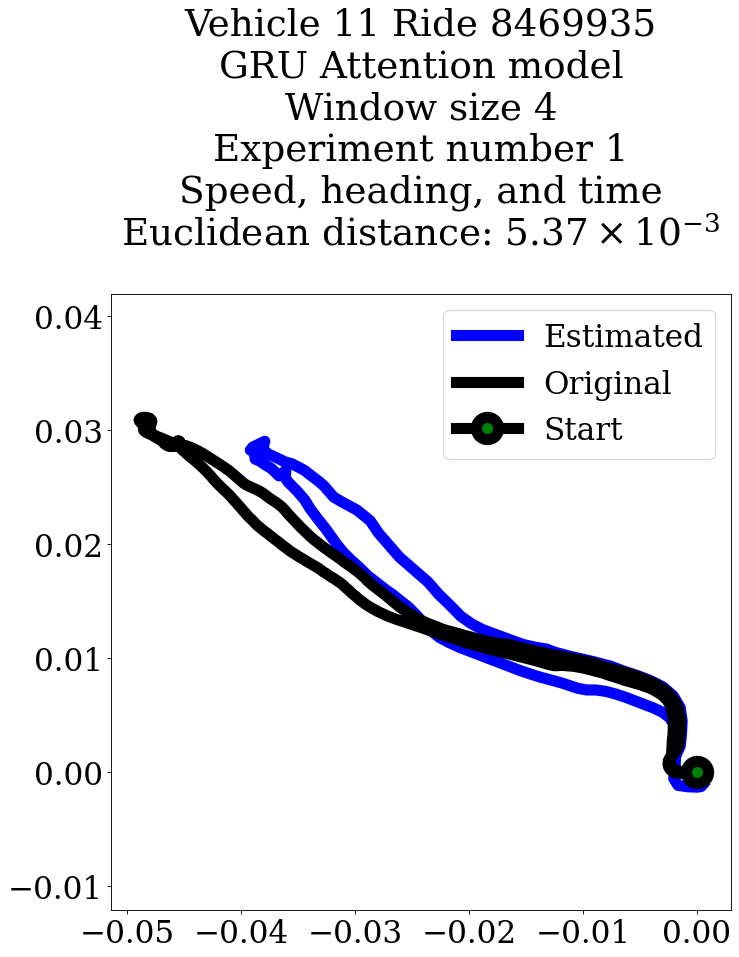 Vehicle 11 Ride 8469935
GRU Attention model
Window size 4
Experiment number 1
Speed, heading, and time
Euclidean distance: 5.37 × 10⁻³
Estimated
Original
Start
0.04
0.03
0.02
0.01
0.00
−0.01
−0.05 −0.04 −0.03 −0.02 −0.01 0.00